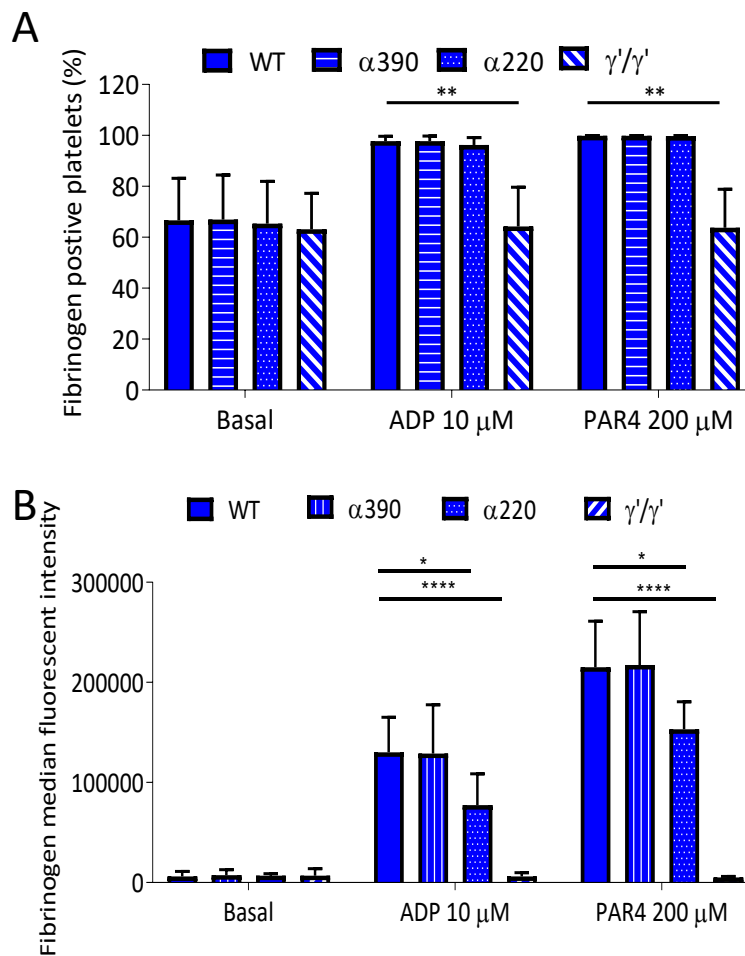 A
WT α390 α220 γ'/γ'
Fibrinogen postive platelets (%)
120
100
80
60
40
20
0
** **
Basal ADP 10 μM PAR4 200 μM
B
WT α390 α220 γ'/γ'
Fibrinogen median fluorescent intensity
300000
200000
100000
0
* *
**** ****
Basal ADP 10 μM PAR4 200 μM